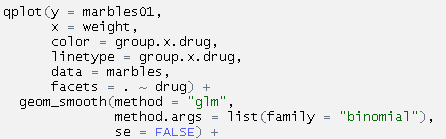 qplot(y = marbles01,
x = weight,
color = group.x.drug,
linetype = group.x.drug,
data = marbles,
facets = . ~ drug) +
geom_smooth(method = "glm",
method.args = list(family = "binomial"),
se = FALSE) +